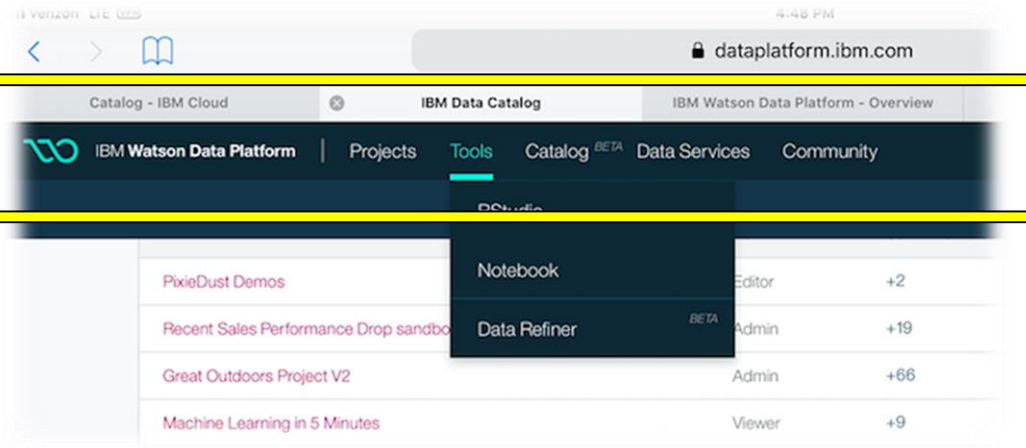 Verizon LTE 4:48 PM
dataplatform.ibm.com
Catalog - IBM Cloud IBM Data Catalog IBM Watson Data Platform - Overview
IBM Watson Data Platform | Projects Tools Catalog BETA Data Services Community
RStudio
Notebook
Data Refiner BETA
PixieDust Demos Editor +2
Recent Sales Performance Drop sandbo Admin +19
Great Outdoors Project V2 Admin +66
Machine Learning in 5 Minutes Viewer +9